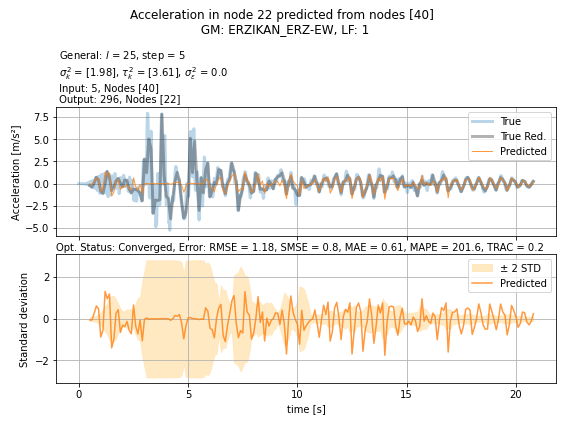 Acceleration in node 22 predicted from nodes [40]
GM: ERZIKAN_ERZ-EW, LF: 1
General: l = 25, step = 5
σ²ₖ = [1.98], τ²ₖ = [3.61], σ²ε = 0.0
Input: 5, Nodes [40]
Output: 296, Nodes [22]
Acceleration [m/s²]
7.5
5.0
2.5
0.0
−2.5
−5.0
True
True Red.
Predicted
Opt. Status: Converged, Error: RMSE = 1.18, SMSE = 0.8, MAE = 0.61, MAPE = 201.6, TRAC = 0.2
Standard deviation
2
0
−2
± 2 STD
Predicted
0
5
10
15
20
time [s]